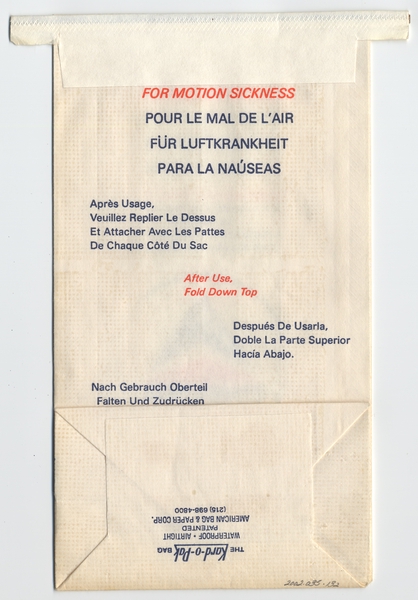 FOR MOTION SICKNESS
POUR LE MAL DE L'AIR
FÜR LUFTKRANKHEIT
PARA LA NAÚSEAS
Après Usage,
Veuillez Replier Le Dessus
Et Attacher Avec Les Pattes
De Chaque Côté Du Sac
After Use,
Fold Down Top
Después De Usarla,
Doble La Parte Superior
Hacía Abajo.
Nach Gebrauch Oberteil
Falten Und Zudrücken
THE Kard-o-Pak BAG
WATERPROOF • AIRTIGHT
PATENTED
AMERICAN BAG & PAPER CORP.
(215) 698-4800
2002.035.132